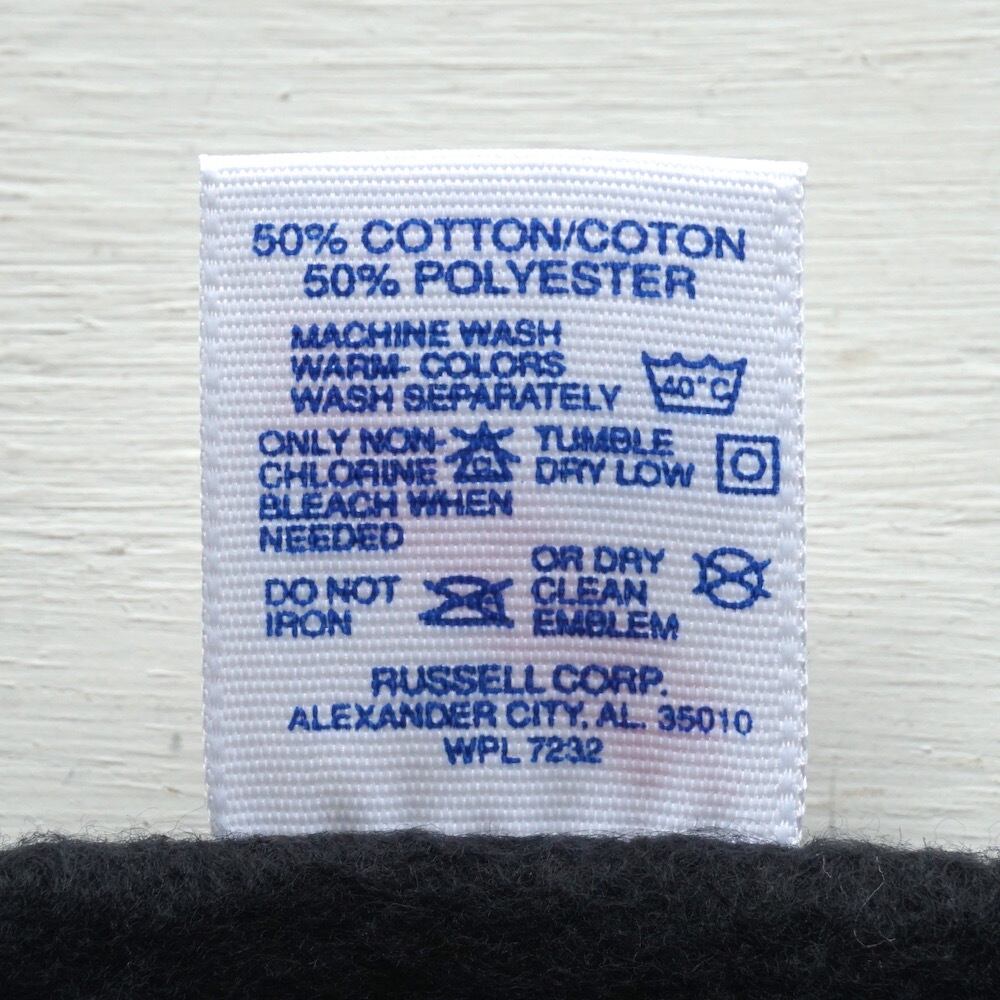 50% COTTON/COTON
50% POLYESTER
MACHINE WASH
WARM- COLORS
WASH SEPARATELY
40°C
ONLY NON-
CHLORINE
BLEACH WHEN
NEEDED
TUMBLE
DRY LOW
DO NOT
IRON
OR DRY
CLEAN
EMBLEM
RUSSELL CORP.
ALEXANDER CITY, AL. 35010
WPL 7232